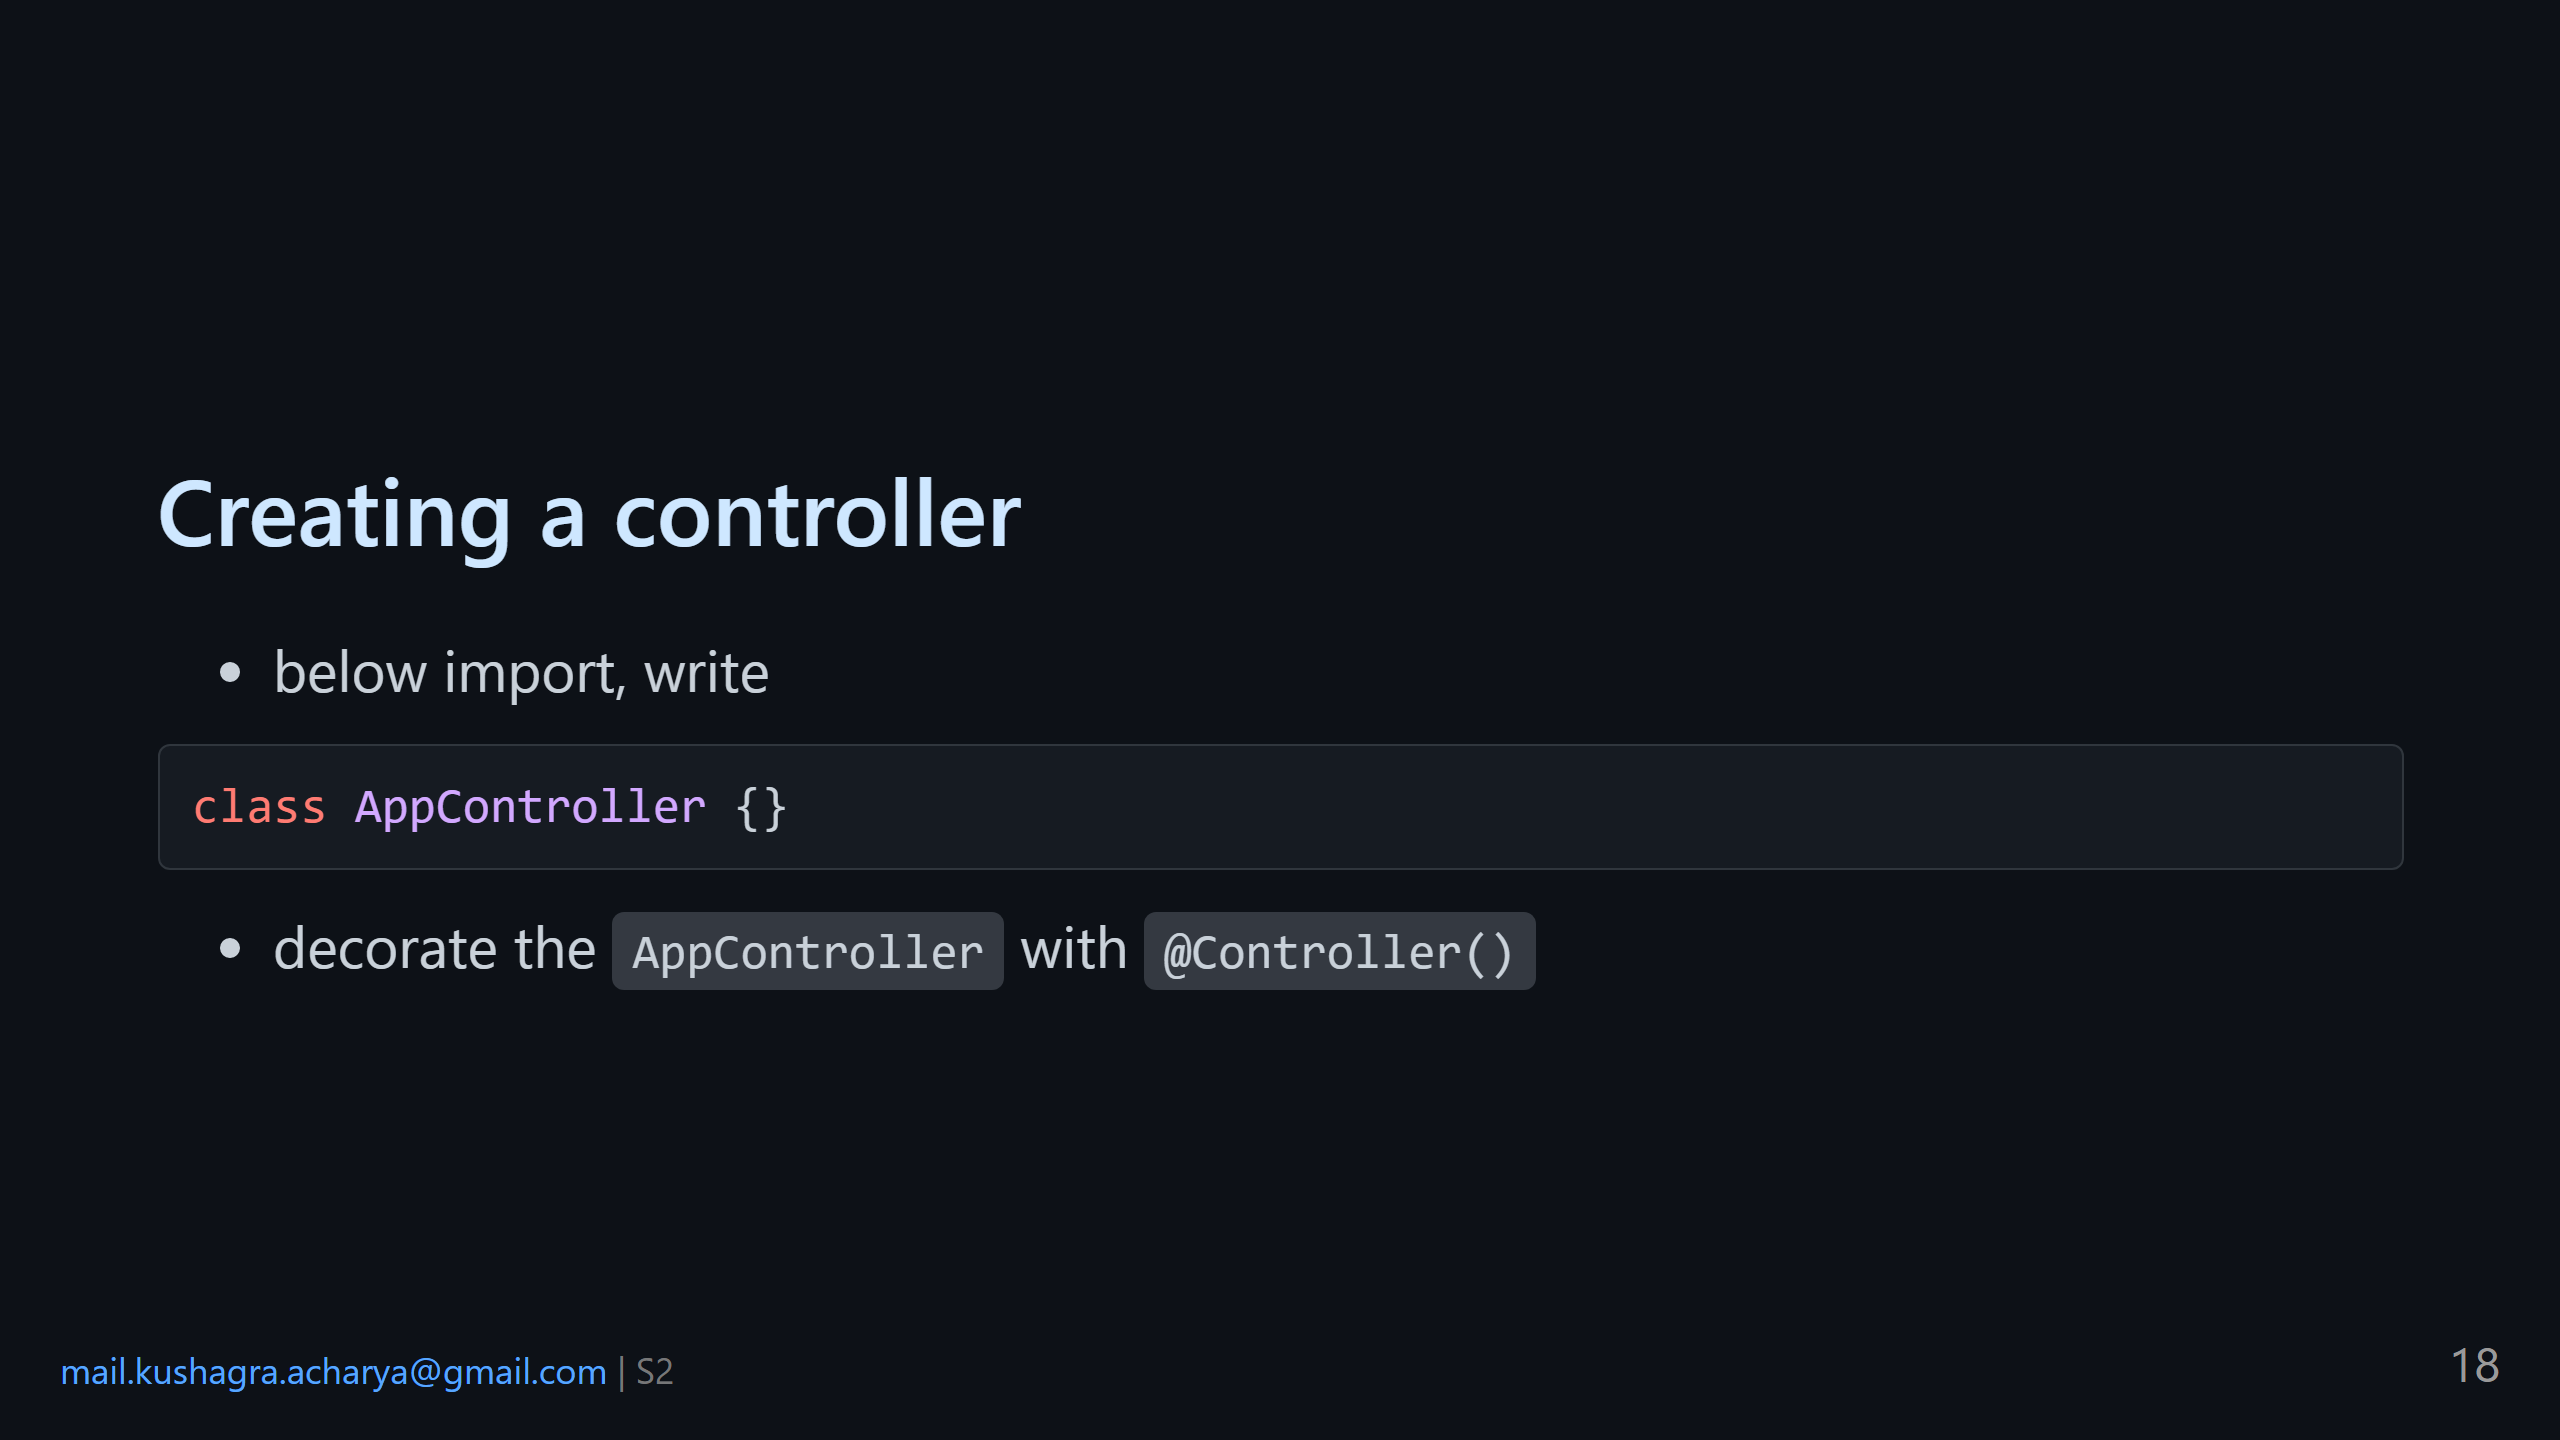 Creating a controller
• below import, write
class AppController {}
• decorate the AppController with @Controller()
mail.kushagra.acharya@gmail.com | S2
18